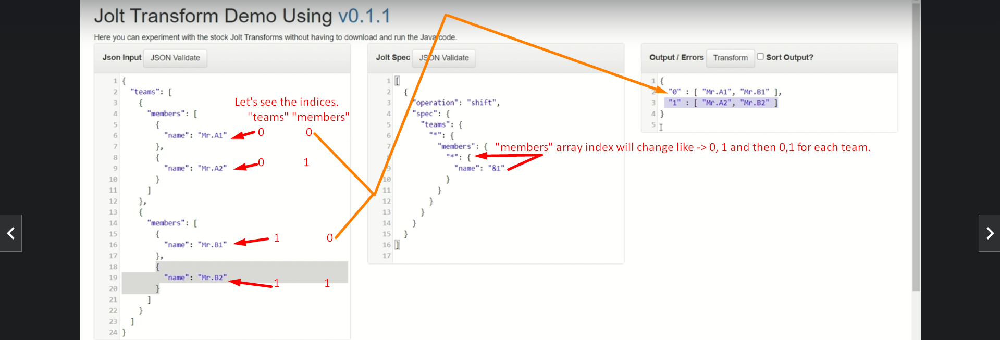 Jolt Transform Demo Using v0.1.1
Here you can experiment with the stock Jolt Transforms without having to download and run the Java code.
Json Input JSON Validate
1 {
2 "teams": [
3 {
4 "members": [
5 {
6 "name": "Mr.A1"
7 },
8 {
9 "name": "Mr.A2"
10 }
11 ]
12 },
13 {
14 "members": [
15 {
16 "name": "Mr.B1"
17 },
18 {
19 "name": "Mr.B2"
20 }
21 ]
22 }
23 ]
24 }
Let's see the indices.
"teams" "members"
0 0
0 1
1 0
1 1
Jolt Spec JSON Validate
1 [
2 {
3 "operation": "shift",
4 "spec": {
5 "teams": {
6 "*": {
7 "members": {
8 "*": {
9 "name": "&1"
10 }
11 }
12 }
13 }
14 }
15 }
16 ]
17
"members" array index will change like -> 0, 1 and then 0,1 for each team.
Output / Errors Transform Sort Output?
1 {
2 "0" : [ "Mr.A1", "Mr.B1" ],
3 "1" : [ "Mr.A2", "Mr.B2" ]
4 }
5